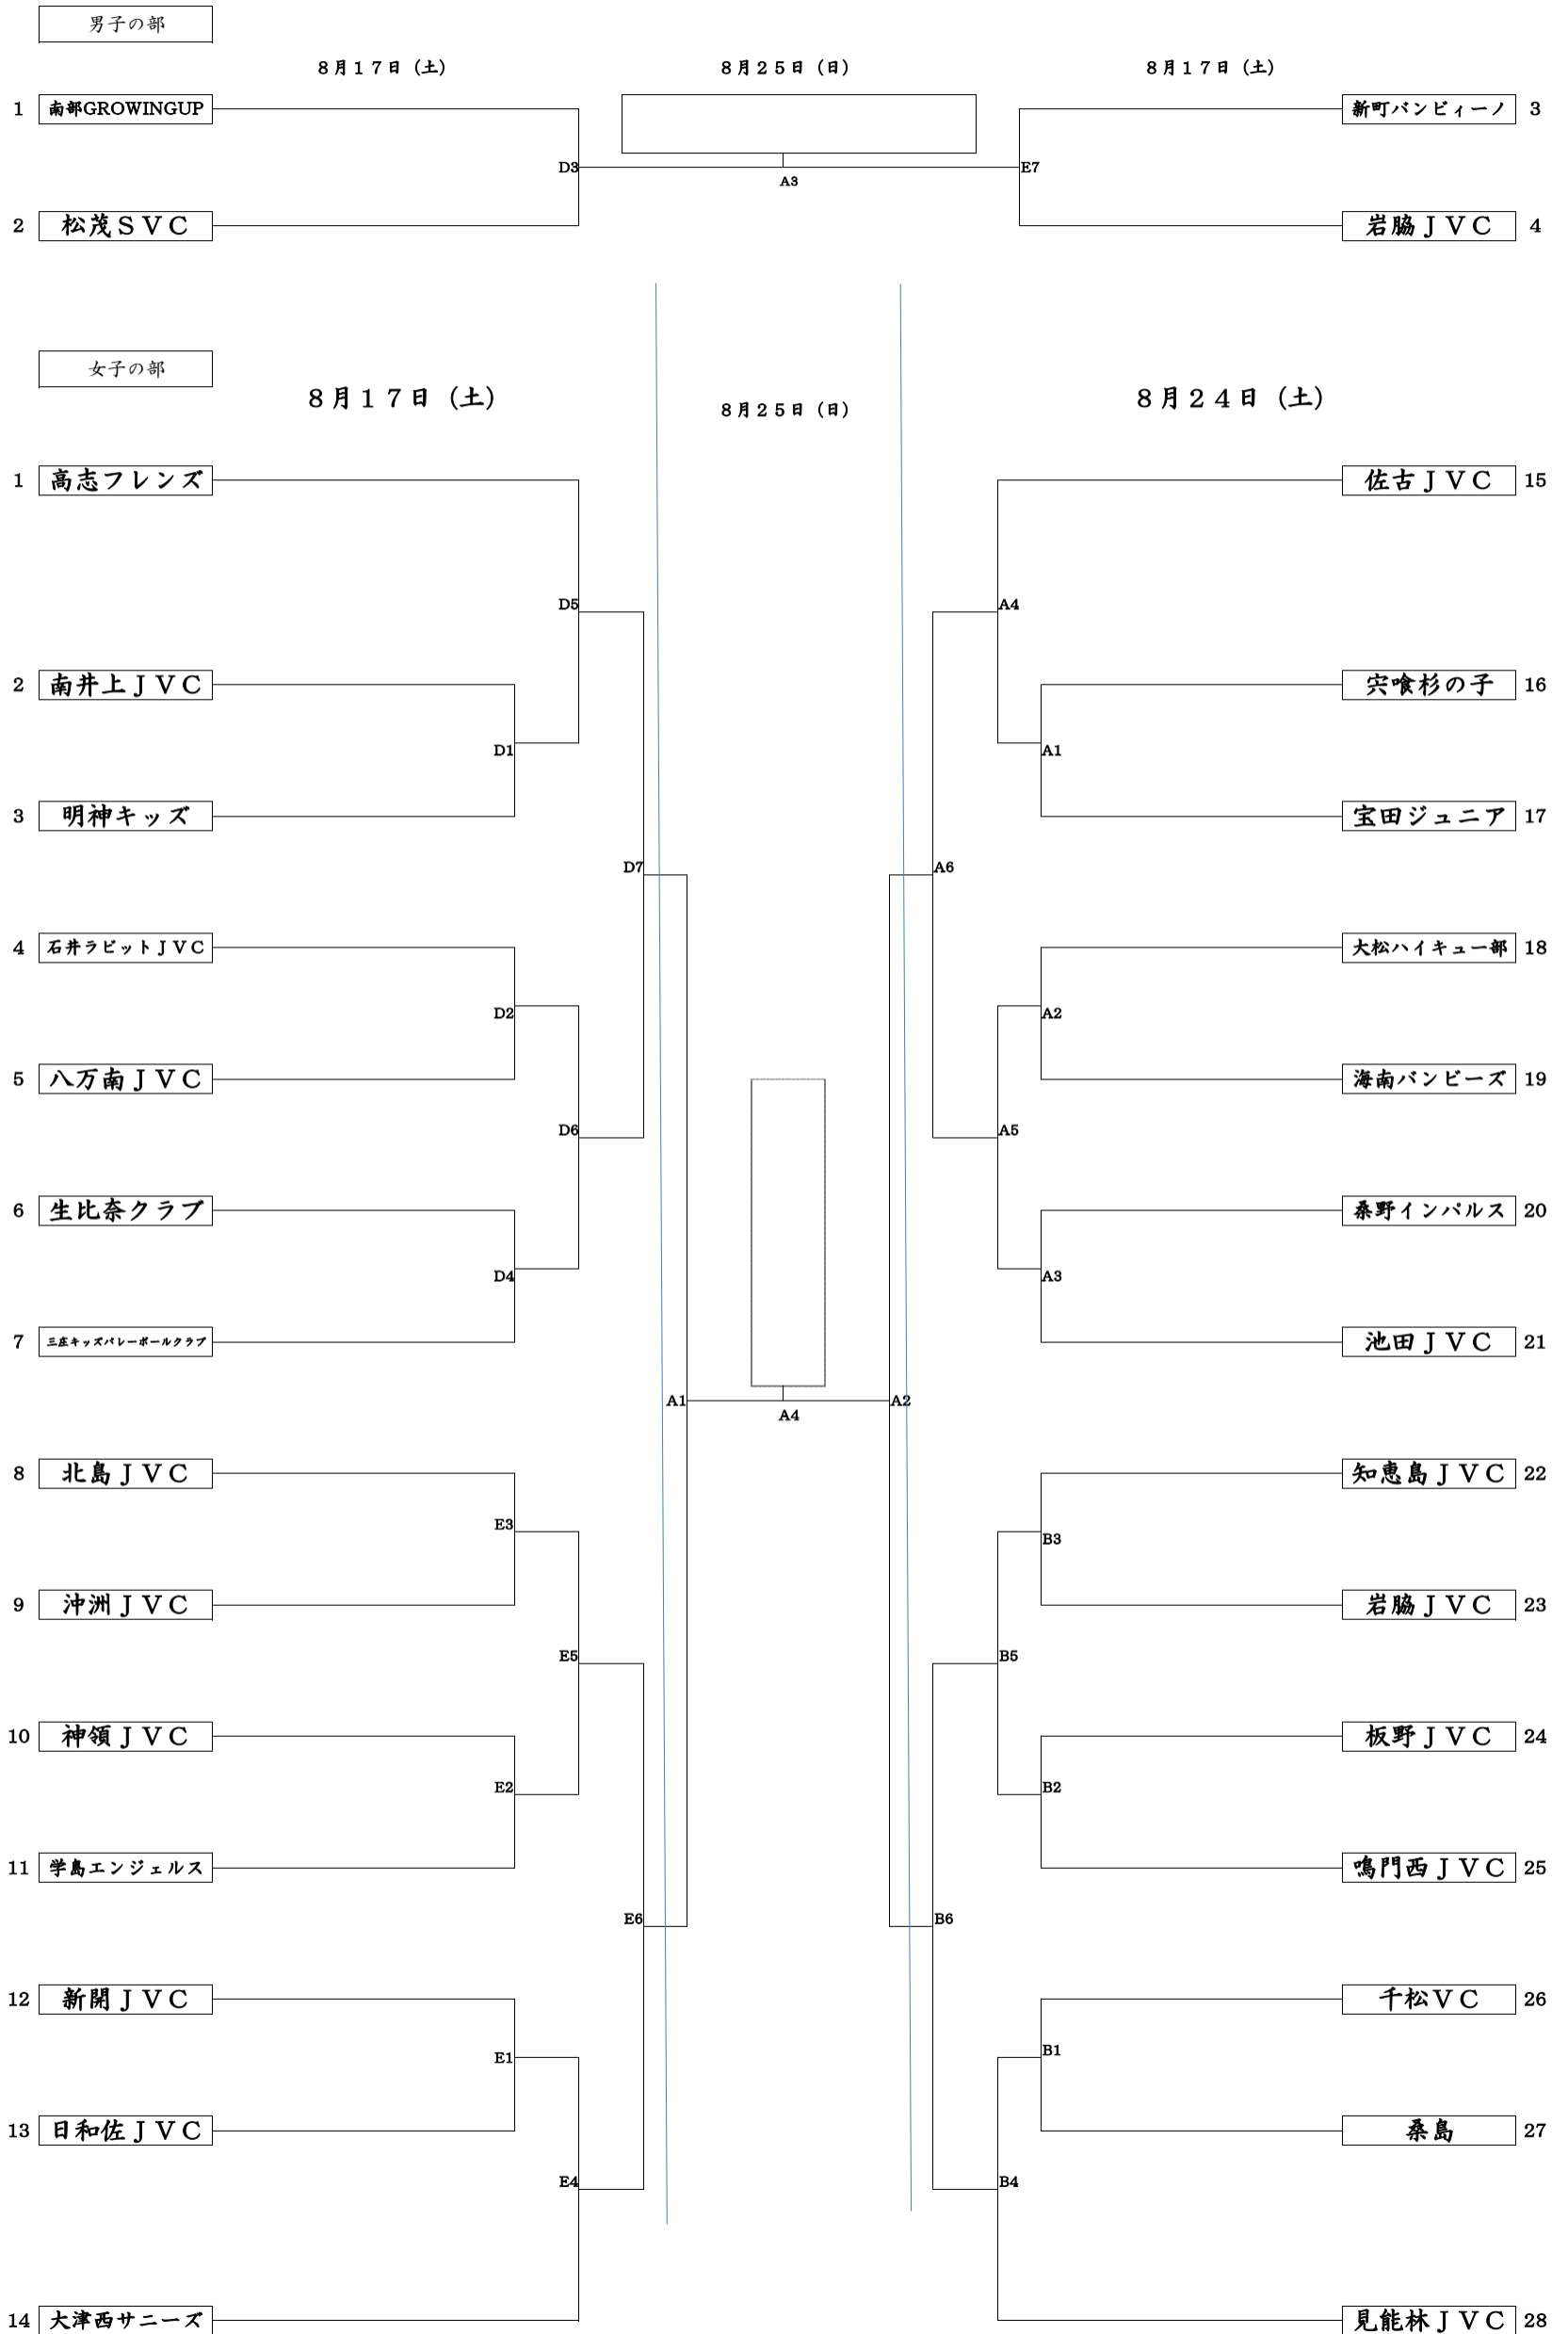 男子の部
８月１７日（土） ８月２５日（日） ８月１７日（土）
1 南部GROWINGUP 新町バンビィーノ 3
D3 E7
A3
2 松茂ＳＶＣ 岩脇ＪＶＣ 4
女子の部
８月１７日（土） ８月２５日（日） ８月２４日（土）
1 高志フレンズ 佐古ＪＶＣ 15
D5 A4
2 南井上ＪＶＣ 宍喰杉の子 16
D1 A1
3 明神キッズ 宝田ジュニア 17
D7 A6
4 石井ラビットＪＶＣ 大松ハイキュー部 18
D2 A2
5 八万南ＪＶＣ 海南バンビーズ 19
D6 A5
6 生比奈クラブ 桑野インパルス 20
D4 A3
7 三庄キッズバレーボールクラブ 池田ＪＶＣ 21
A1 A2
A4
8 北島ＪＶＣ 知恵島ＪＶＣ 22
E3 B3
9 沖洲ＪＶＣ 岩脇ＪＶＣ 23
E5 B5
10 神領ＪＶＣ 板野ＪＶＣ 24
E2 B2
11 学島エンジェルス 鳴門西ＪＶＣ 25
E6 B6
12 新開ＪＶＣ 千松ＶＣ 26
E1 B1
13 日和佐ＪＶＣ 桑島 27
E4 B4
14 大津西サニーズ 見能林ＪＶＣ 28